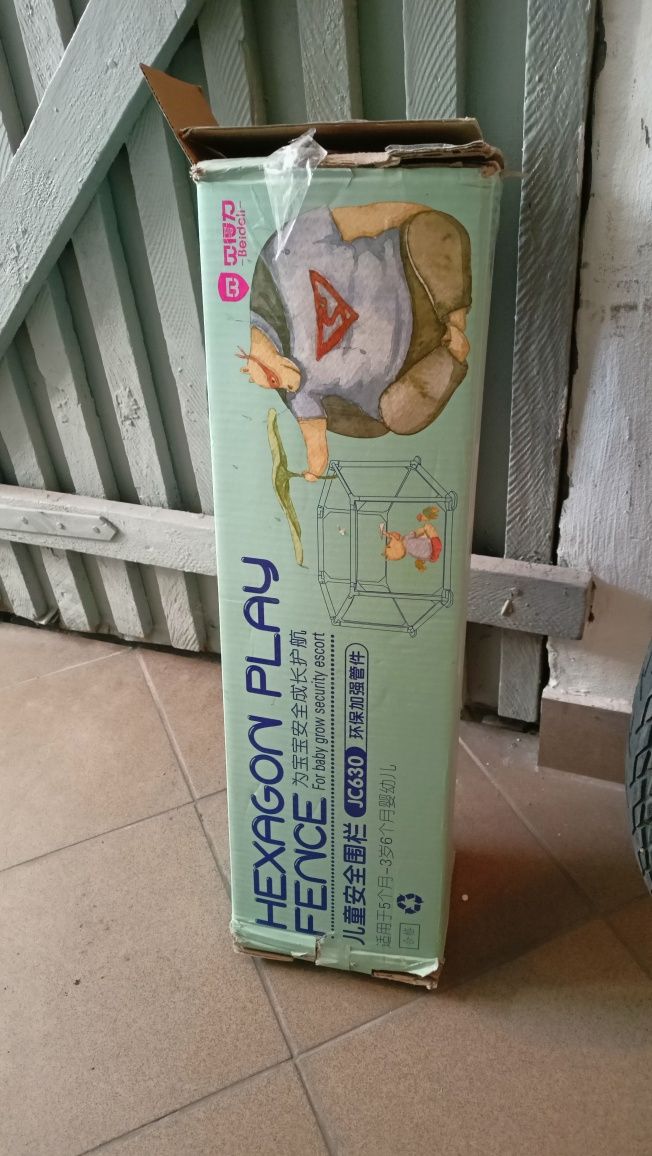 贝得力
-Beideli-
HEXAGON PLAY
FENCE
为宝宝安全成长护航
For baby grow security escort
儿童安全围栏 JC630 环保加强管件
适用于5个月-3岁6个月婴幼儿
合格